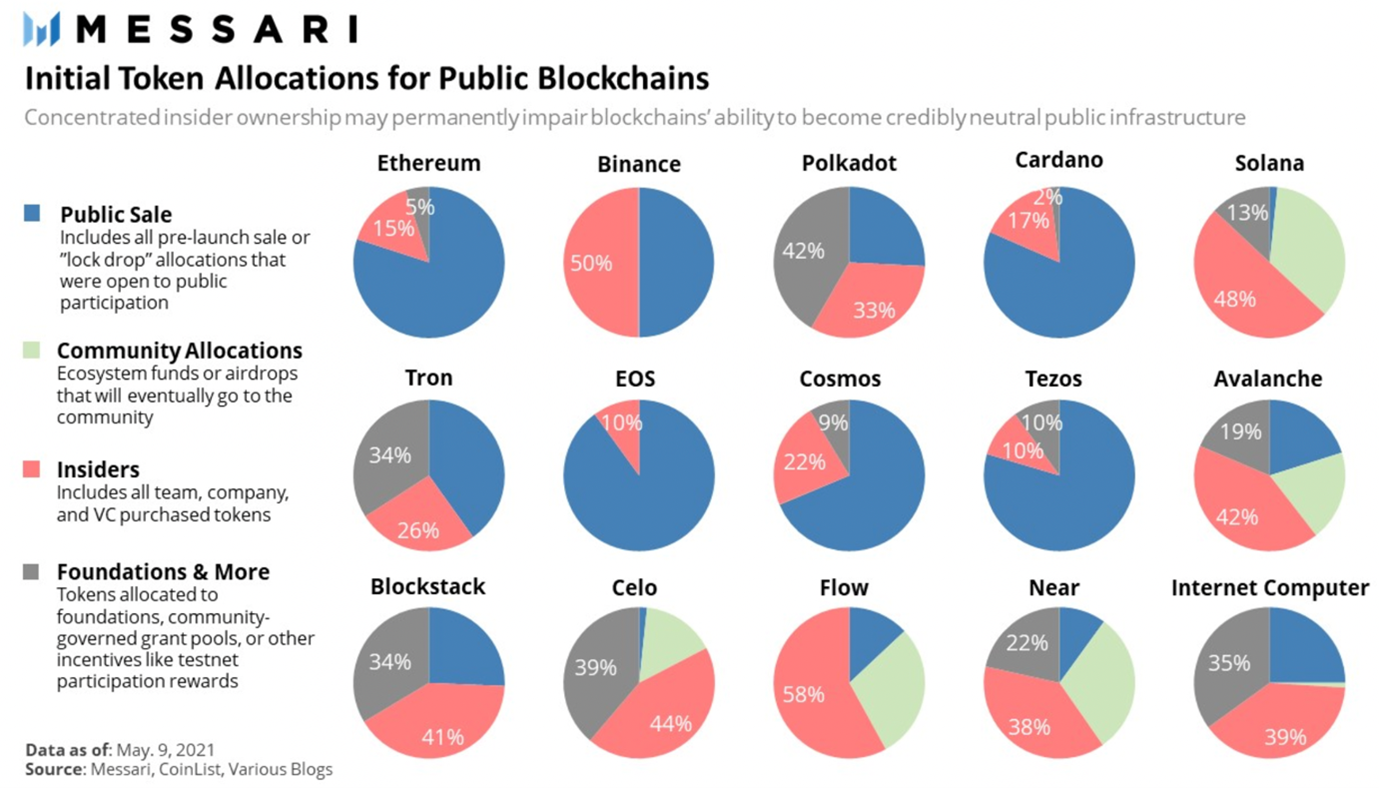 MESSARI
Initial Token Allocations for Public Blockchains
Concentrated insider ownership may permanently impair blockchains' ability to become credibly neutral public infrastructure
Public Sale
Includes all pre-launch sale or
"lock drop" allocations that
were open to public
participation
Community Allocations
Ecosystem funds or airdrops
that will eventually go to the
community
Insiders
Includes all team, company,
and VC purchased tokens
Foundations & More
Tokens allocated to
foundations, community-
governed grant pools, or other
incentives like testnet
participation rewards
Data as of: May. 9, 2021
Source: Messari, CoinList, Various Blogs
Ethereum
5%
15%
Binance
50%
Polkadot
42%
33%
Cardano
2%
17%
Solana
13%
48%
Tron
34%
26%
EOS
10%
Cosmos
9%
22%
Tezos
10%
10%
Avalanche
19%
42%
Blockstack
34%
41%
Celo
39%
44%
Flow
58%
Near
22%
38%
Internet Computer
35%
39%